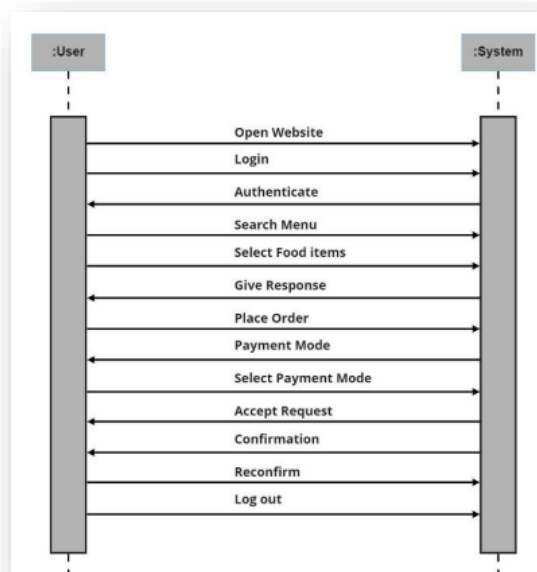 :User
:System
Open Website
Login
Authenticate
Search Menu
Select Food items
Give Response
Place Order
Payment Mode
Select Payment Mode
Accept Request
Confirmation
Reconfirm
Log out